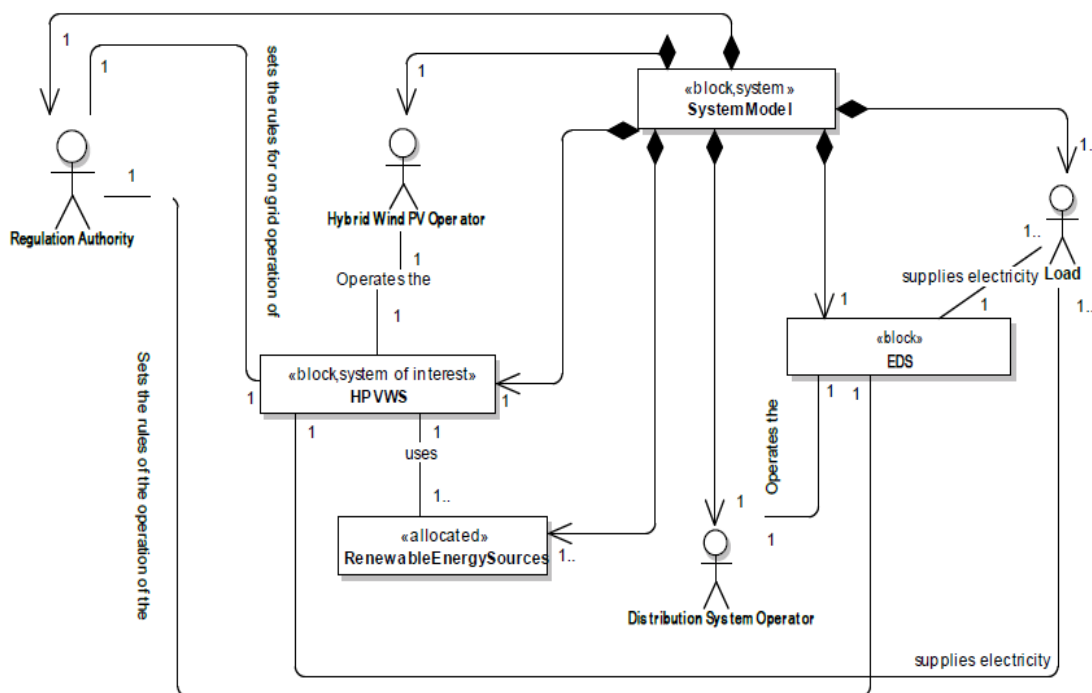 1
1
sets the rules for on grid operation of
1
«block,system »
SystemModel
1..
1
Regulation Authority
Hybrid Wind PV Operator
1
Operates the
1
1..
supplies electricity
Load
1
1..
1
«block»
EDS
Sets the rules of the operation of the
«block,system of interest»
HPVWS
1
1
1
1
uses
1..
1
1
Operates the
1
1
«allocated»
RenewableEnergySources
1..
Distribution System Operator
supplies electricity